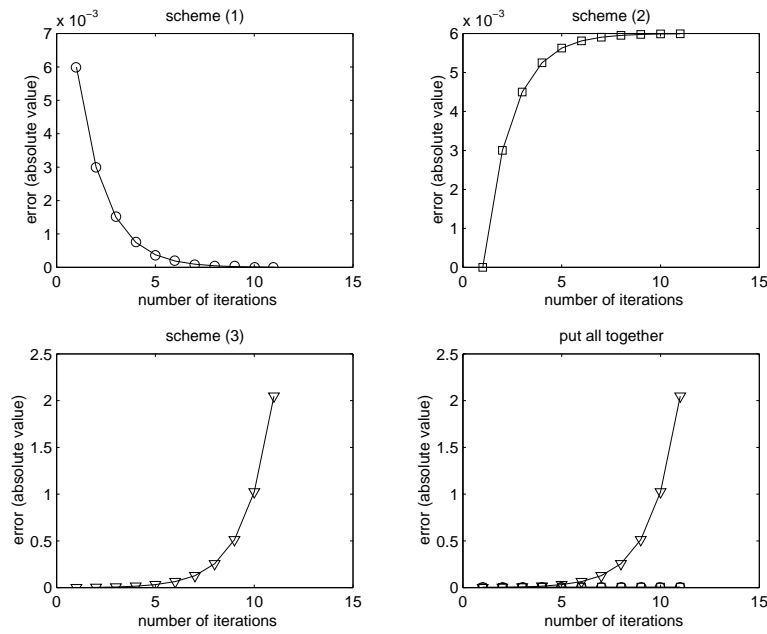 scheme (1)
x 10⁻³
7
6
5
4
3
2
1
0
0 5 10 15
error (absolute value)
number of iterations
scheme (2)
x 10⁻³
6
5
4
3
2
1
0
0 5 10 15
error (absolute value)
number of iterations
scheme (3)
2.5
2
1.5
1
0.5
0
0 5 10 15
error (absolute value)
number of iterations
put all together
2.5
2
1.5
1
0.5
0
0 5 10 15
error (absolute value)
number of iterations